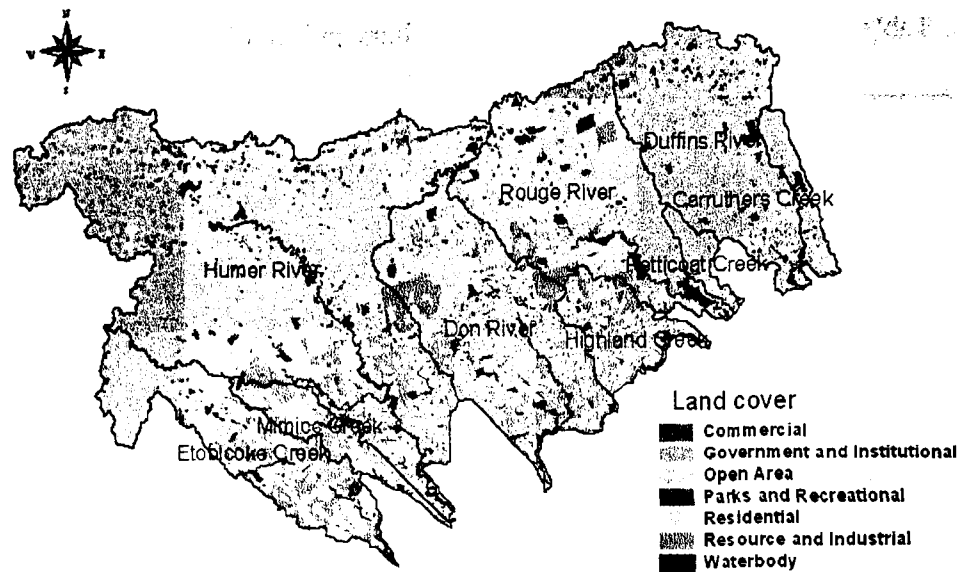 N
W
S
Duffins River
Rouge River
Carruthers Creek
Humer River
Petticoat Creek
Don River
Highland Creek
Mimico Creek
Etobicoke Creek
Land cover
Commercial
Government and Institutional
Open Area
Parks and Recreational
Residential
Resource and Industrial
Waterbody